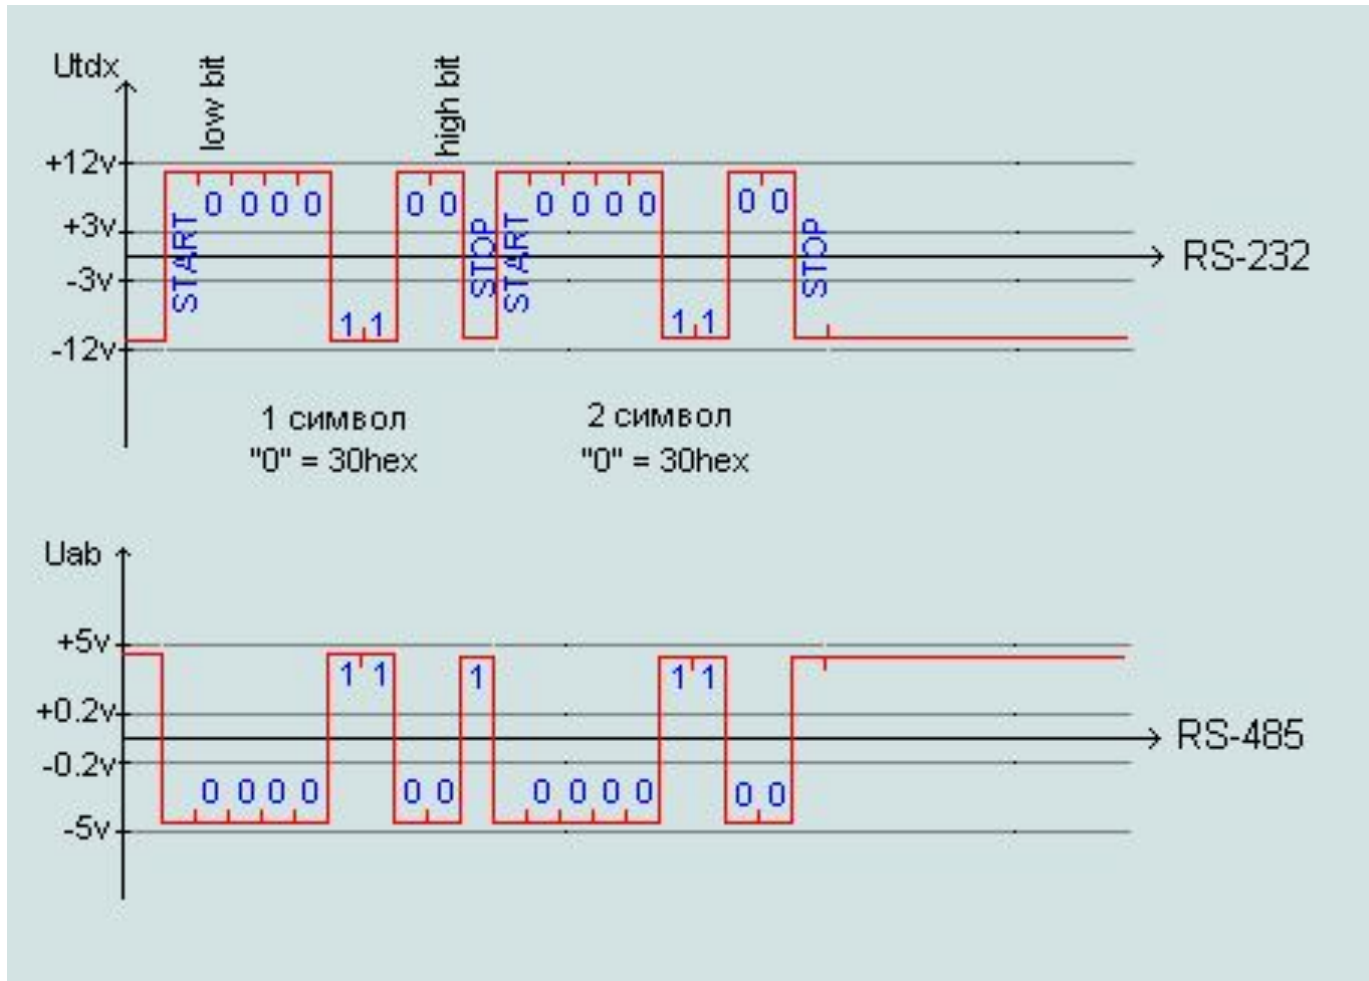 Utdx
low bit
high bit
+12v
0 0 0 0
0 0
0 0 0 0
0 0
+3v
START
STOP
START
STOP
RS-232
-3v
1 1
1 1
-12v
1 символ
2 символ
"0" = 30hex
"0" = 30hex
Uab
+5v
1 1
1
1 1
+0.2v
RS-485
-0.2v
0 0 0 0
0 0
0 0 0 0
0 0
-5v